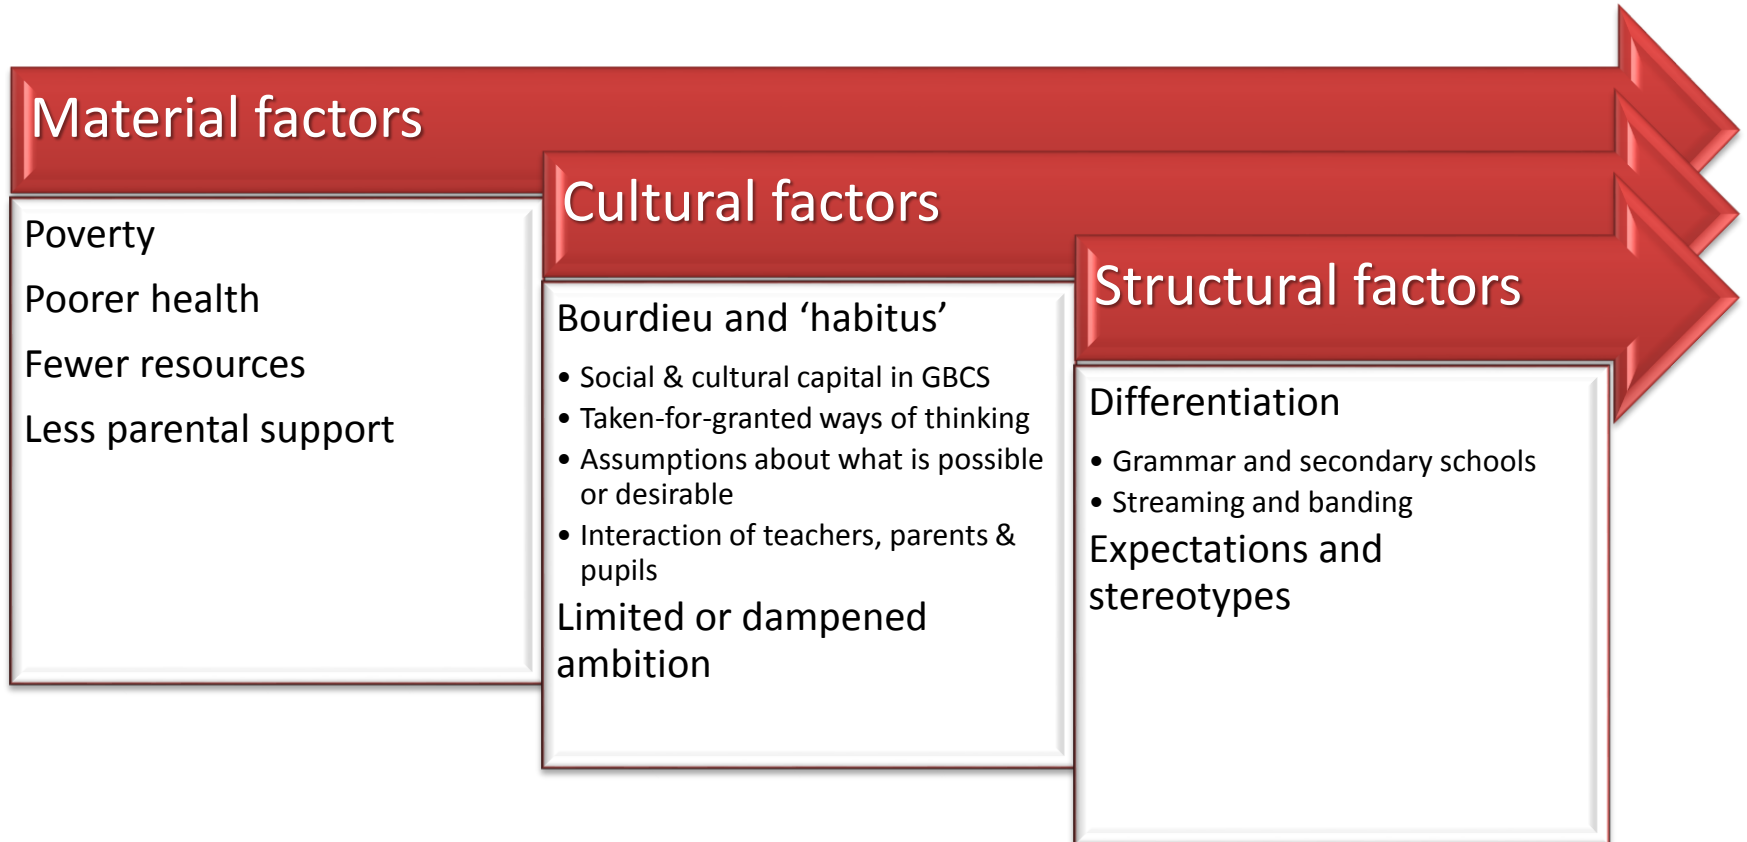 Material factors
Poverty
Poorer health
Fewer resources
Less parental support
Cultural factors
Bourdieu and ‘habitus’
• Social & cultural capital in GBCS
• Taken-for-granted ways of thinking
• Assumptions about what is possible
or desirable
• Interaction of teachers, parents &
pupils
Limited or dampened
ambition
Structural factors
Differentiation
• Grammar and secondary schools
• Streaming and banding
Expectations and
stereotypes